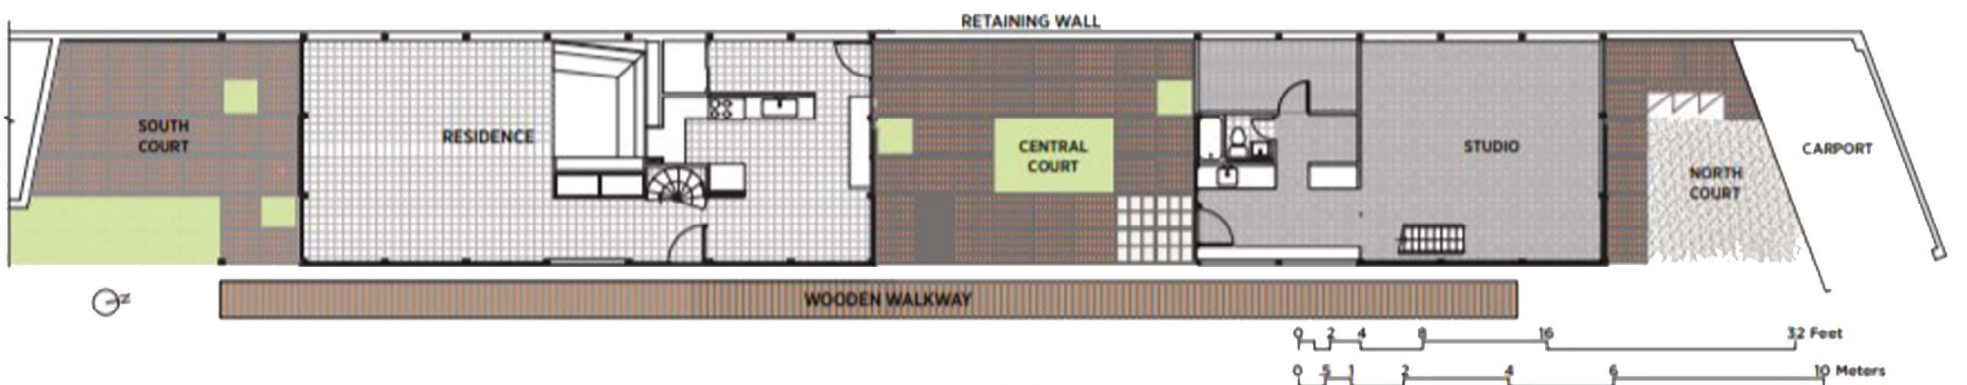 RETAINING WALL
SOUTH
COURT
RESIDENCE
CENTRAL
COURT
STUDIO
NORTH
COURT
CARPORT
N
WOODEN WALKWAY
0 2 4 8 16 32 Feet
0 .5 1 2 4 6 10 Meters